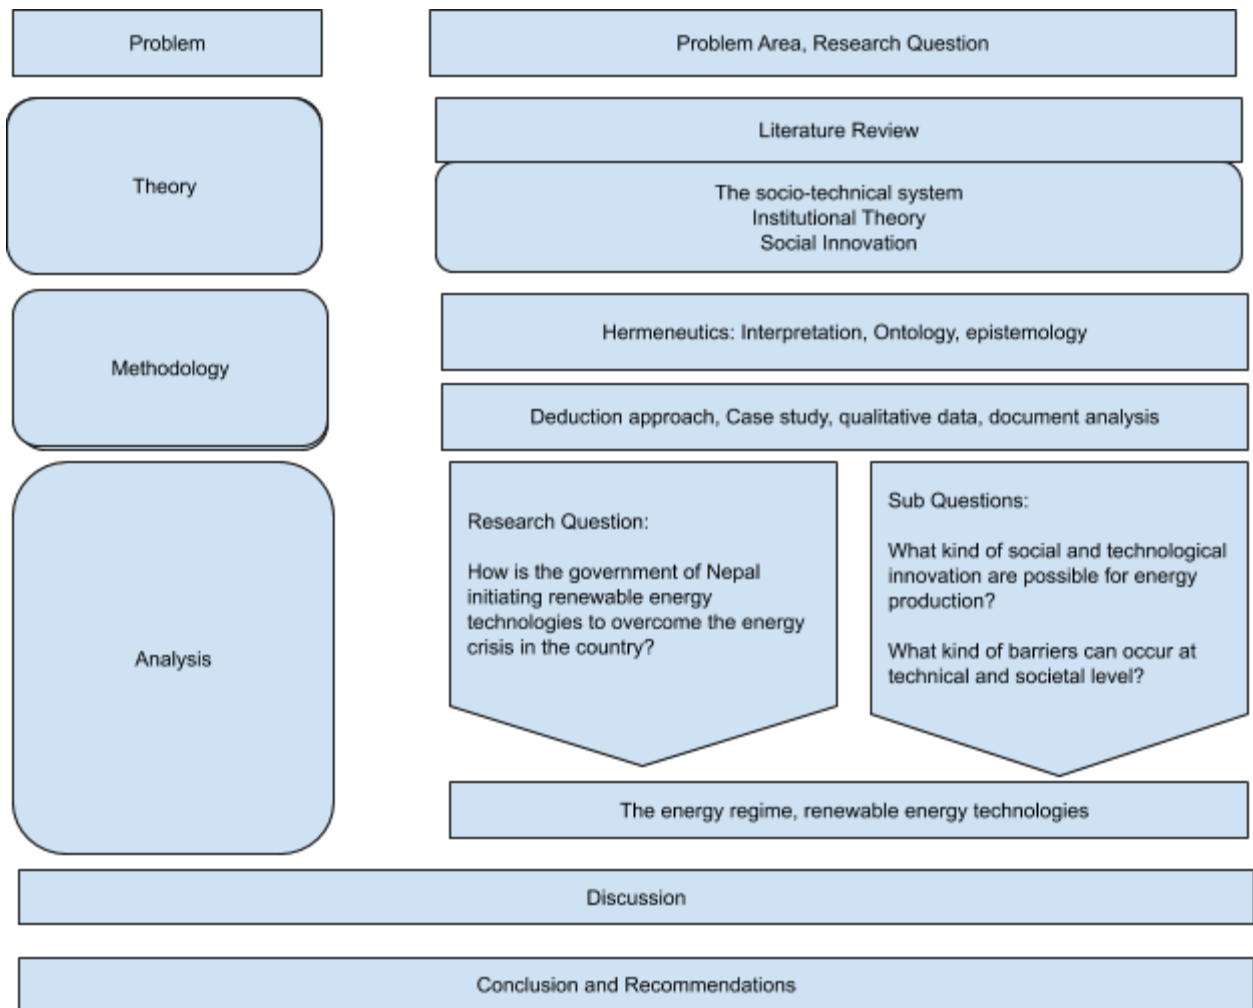 Problem
Problem Area, Research Question
Theory
Literature Review
The socio-technical system
Institutional Theory
Social Innovation
Methodology
Hermeneutics: Interpretation, Ontology, epistemology
Deduction approach, Case study, qualitative data, document analysis
Analysis
Research Question:
How is the government of Nepal
initiating renewable energy
technologies to overcome the energy
crisis in the country?
Sub Questions:
What kind of social and technological
innovation are possible for energy
production?
What kind of barriers can occur at
technical and societal level?
The energy regime, renewable energy technologies
Discussion
Conclusion and Recommendations